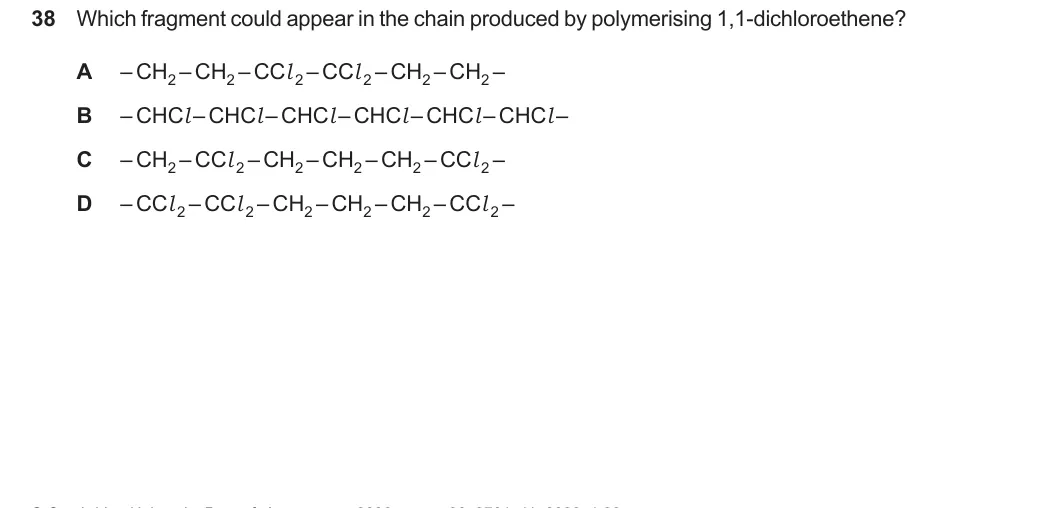 38 Which fragment could appear in the chain produced by polymerising 1,1-dichloroethene?
A –CH₂–CH₂–CCl₂–CCl₂–CH₂–CH₂–
B –CHCl–CHCl–CHCl–CHCl–CHCl–CHCl–
C –CH₂–CCl₂–CH₂–CH₂–CH₂–CCl₂–
D –CCl₂–CCl₂–CH₂–CH₂–CH₂–CCl₂–